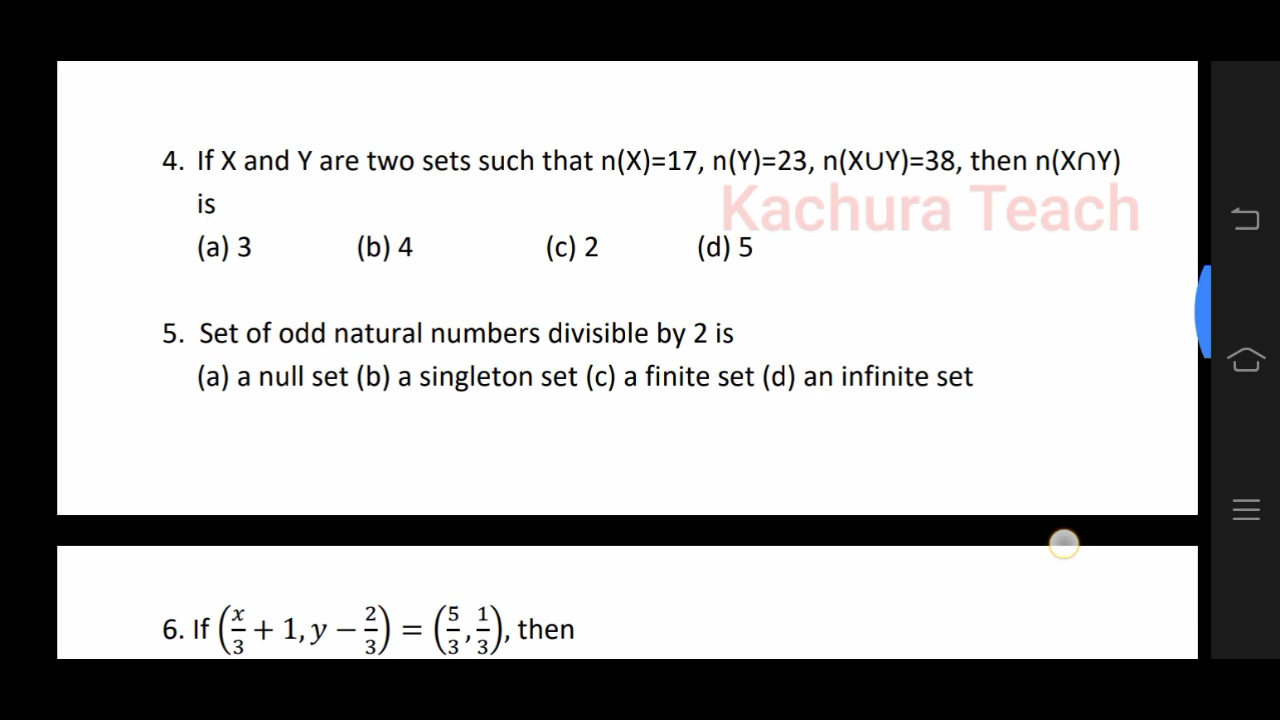 4. If X and Y are two sets such that n(X)=17, n(Y)=23, n(X∪Y)=38, then n(X∩Y)
is
Kachura Teach
(a) 3 (b) 4 (c) 2 (d) 5
5. Set of odd natural numbers divisible by 2 is
(a) a null set (b) a singleton set (c) a finite set (d) an infinite set
6. If (x/3 + 1, y − 2/3) = (5/3, 1/3), then